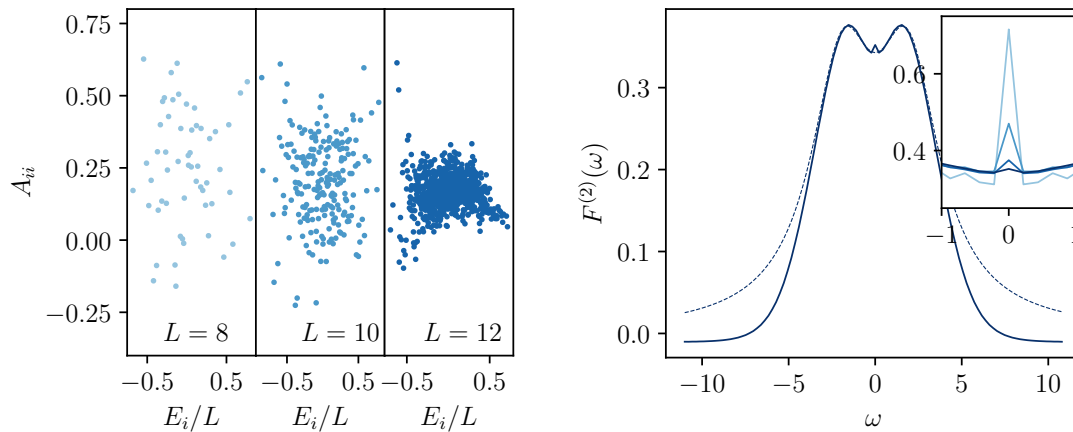 0.75
0.50
0.25
0.00
−0.25
A_{ii}
L = 8
L = 10
L = 12
−0.5 0.5
−0.5 0.5
−0.5 0.5
E_i/L
E_i/L
E_i/L
0.3
0.2
0.1
0.0
F^{(2)}(ω)
−10 −5 0 5 10
ω
0.6
0.4
−1 0 1